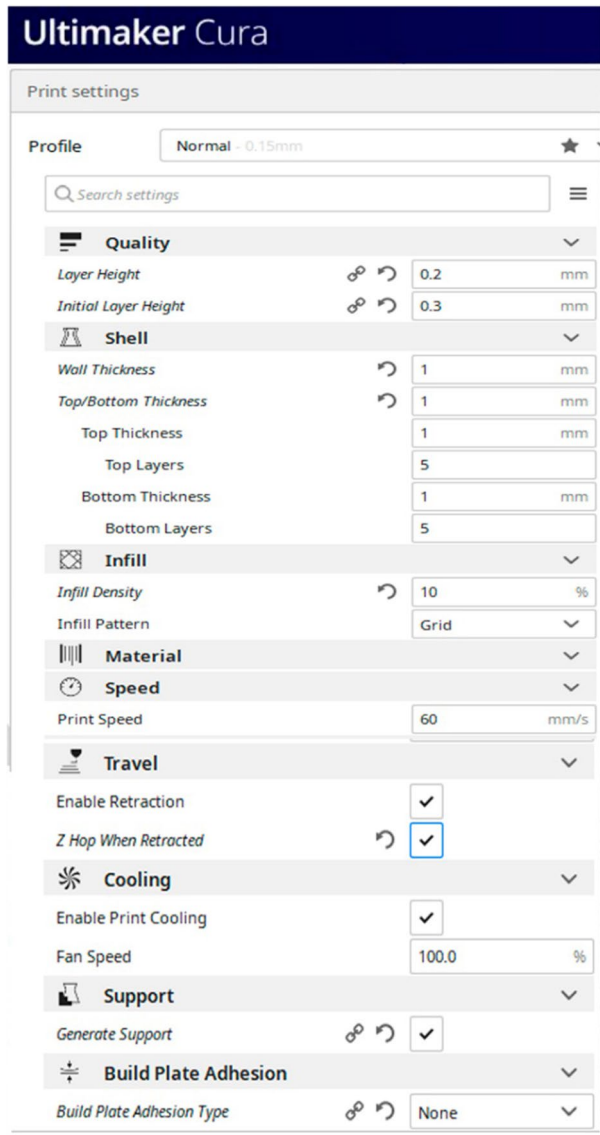 Ultimaker Cura
Print settings
Profile Normal - 0.15mm
Search settings
Quality
Layer Height 0.2 mm
Initial Layer Height 0.3 mm
Shell
Wall Thickness 1 mm
Top/Bottom Thickness 1 mm
Top Thickness 1 mm
Top Layers 5
Bottom Thickness 1 mm
Bottom Layers 5
Infill
Infill Density 10 %
Infill Pattern Grid
Material
Speed
Print Speed 60 mm/s
Travel
Enable Retraction
Z Hop When Retracted
Cooling
Enable Print Cooling
Fan Speed 100.0 %
Support
Generate Support
Build Plate Adhesion
Build Plate Adhesion Type None